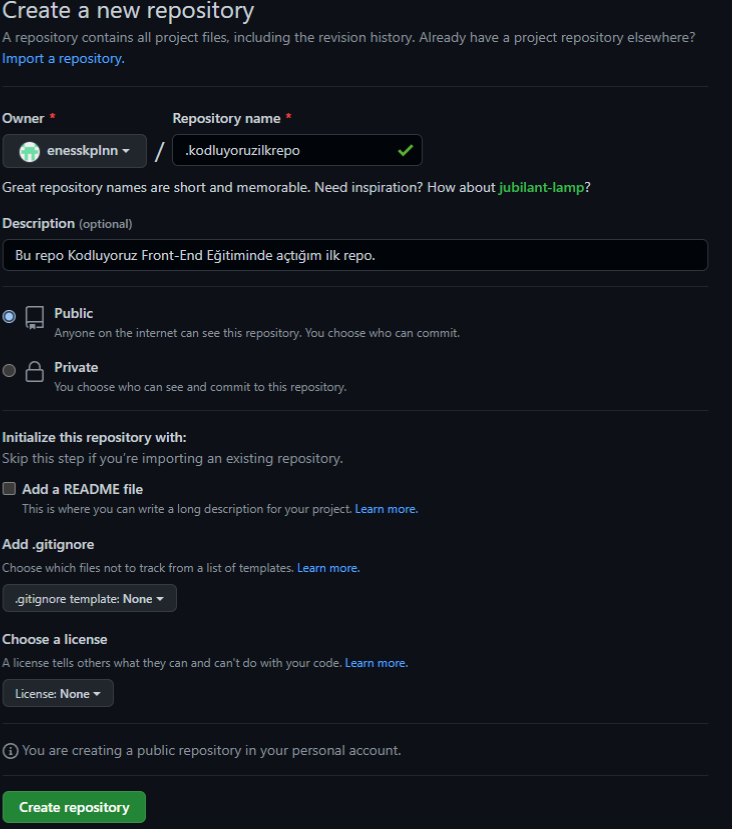 Create a new repository
A repository contains all project files, including the revision history. Already have a project repository elsewhere?
Import a repository.
Owner *
Repository name *
enesskplnn
/
.kodluyoruzilkrepo
Great repository names are short and memorable. Need inspiration? How about jubilant-lamp?
Description (optional)
Bu repo Kodluyoruz Front-End Eğitiminde açtığım ilk repo.
Public
Anyone on the internet can see this repository. You choose who can commit.
Private
You choose who can see and commit to this repository.
Initialize this repository with:
Skip this step if you're importing an existing repository.
Add a README file
This is where you can write a long description for your project. Learn more.
Add .gitignore
Choose which files not to track from a list of templates. Learn more.
.gitignore template: None
Choose a license
A license tells others what they can and can't do with your code. Learn more.
License: None
You are creating a public repository in your personal account.
Create repository